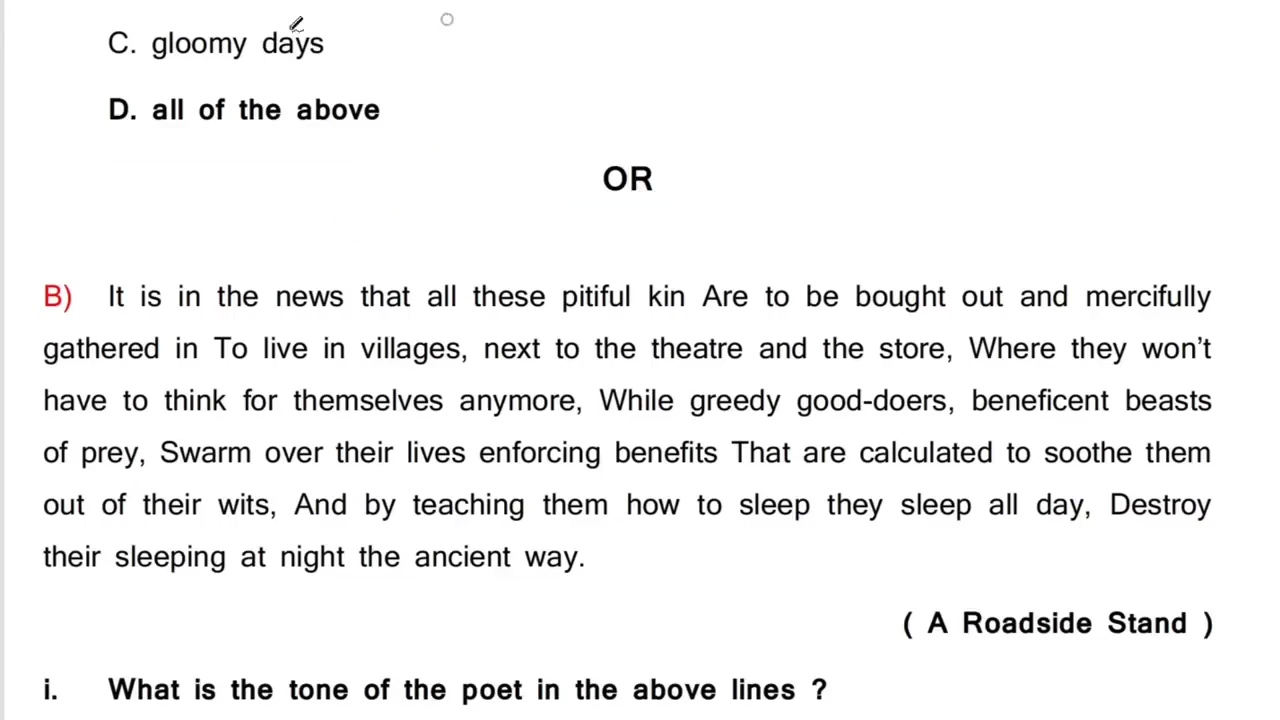 C. gloomy days
D. all of the above
OR
B) It is in the news that all these pitiful kin Are to be bought out and mercifully
gathered in To live in villages, next to the theatre and the store, Where they won't
have to think for themselves anymore, While greedy good-doers, beneficent beasts
of prey, Swarm over their lives enforcing benefits That are calculated to soothe them
out of their wits, And by teaching them how to sleep they sleep all day, Destroy
their sleeping at night the ancient way.
( A Roadside Stand )
i. What is the tone of the poet in the above lines ?